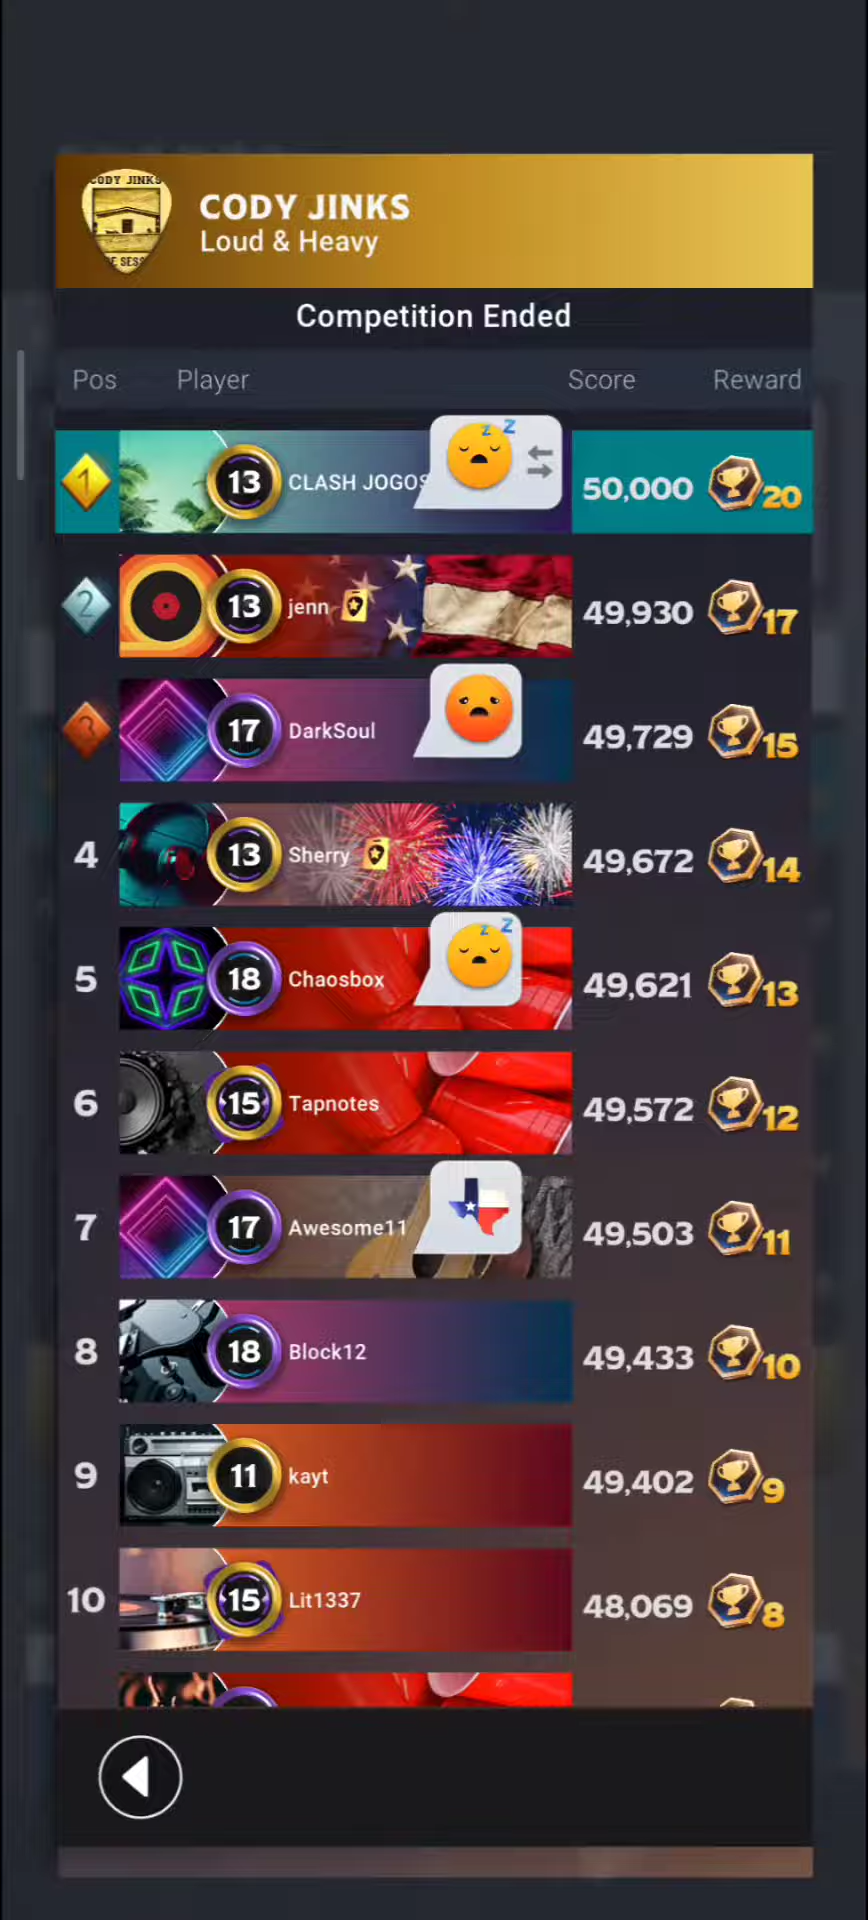 CODY JINKS
CODY JINKS
Loud & Heavy
Competition Ended
Pos Player Score Reward
1 13 CLASH JOGOS z Z 50,000 20
2 13 jenn 49,930 17
3 17 DarkSoul 49,729 15
4 13 Sherry 49,672 14
5 18 Chaosbox z Z 49,621 13
6 15 Tapnotes 49,572 12
7 17 Awesome11 49,503 11
8 18 Block12 49,433 10
9 11 kayt 49,402 9
10 15 Lit1337 48,069 8